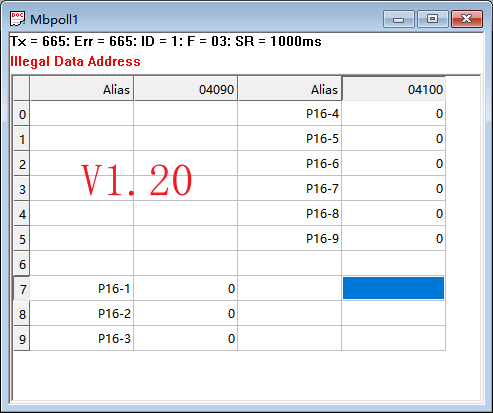 Mbpoll1
Tx = 665: Err = 665: ID = 1: F = 03: SR = 1000ms
Illegal Data Address
Alias 04090 Alias 04100
0 P16-4 0
1 P16-5 0
2 P16-6 0
3 P16-7 0
4 P16-8 0
5 P16-9 0
6
7 P16-1 0
8 P16-2 0
9 P16-3 0
V1.20